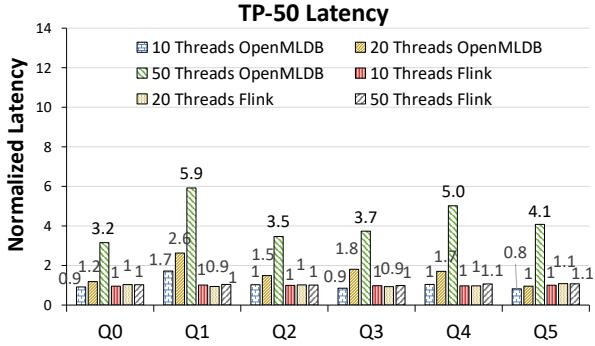 TP-50 Latency
Normalized Latency
14
12
10
8
6
4
2
0
10 Threads OpenMLDB
20 Threads OpenMLDB
50 Threads OpenMLDB
10 Threads Flink
20 Threads Flink
50 Threads Flink
0.9 1.2 3.2 1 1 1
1.7 2.6 5.9 1 0.9 1
1 1.5 3.5 1 1 1
0.9 1.8 3.7 1 0.9 1
1 1.7 5.0 1 1 1.1
0.8 1 4.1 1 1.1 1.1
Q0 Q1 Q2 Q3 Q4 Q5